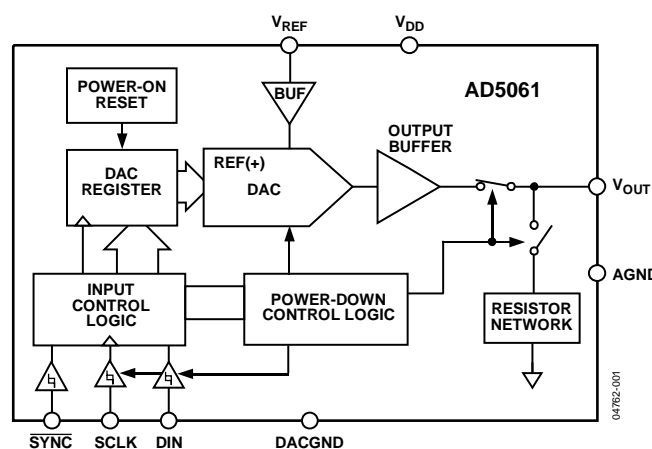 VREF
VDD
POWER-ON
RESET
BUF
AD5061
OUTPUT
BUFFER
DAC
REGISTER
REF(+)
DAC
VOUT
AGND
INPUT
CONTROL
LOGIC
POWER-DOWN
CONTROL LOGIC
RESISTOR
NETWORK
SYNC
SCLK
DIN
DACGND
04762-001